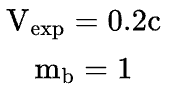 V_exp = 0.2c
m_b = 1